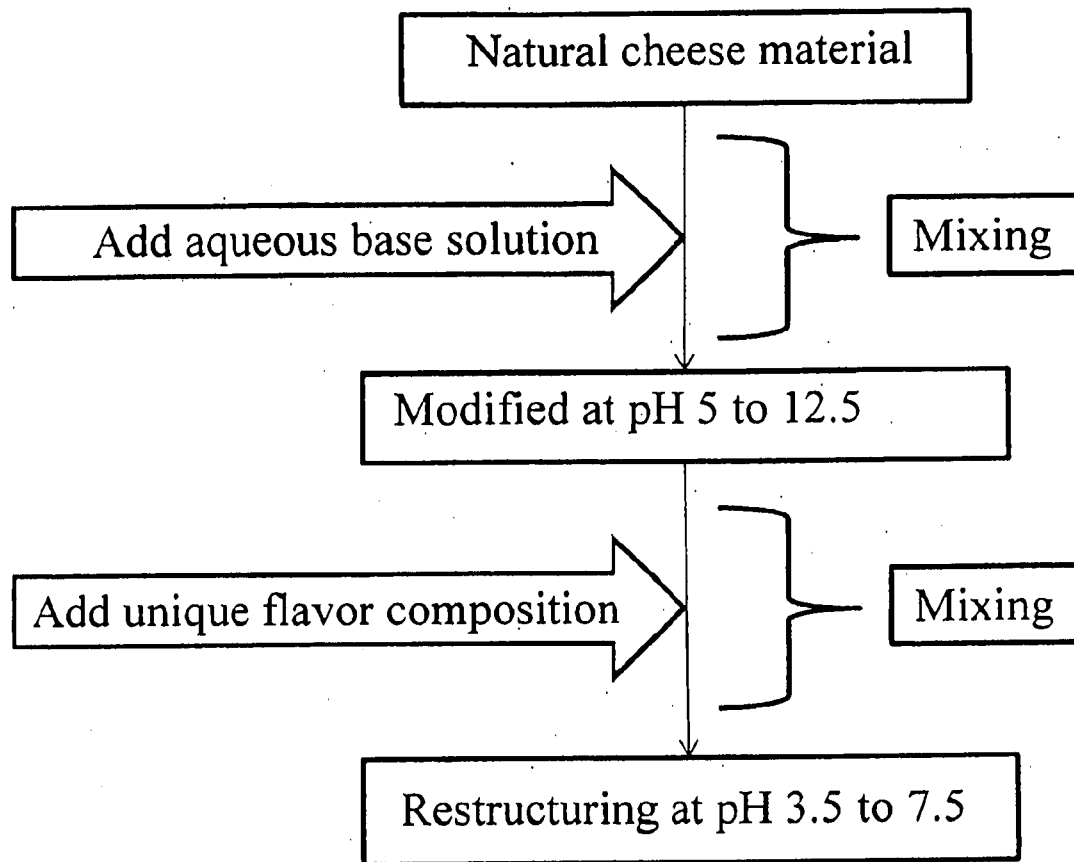 Natural cheese material
Add aqueous base solution
Mixing
Modified at pH 5 to 12.5
Add unique flavor composition
Mixing
Restructuring at pH 3.5 to 7.5